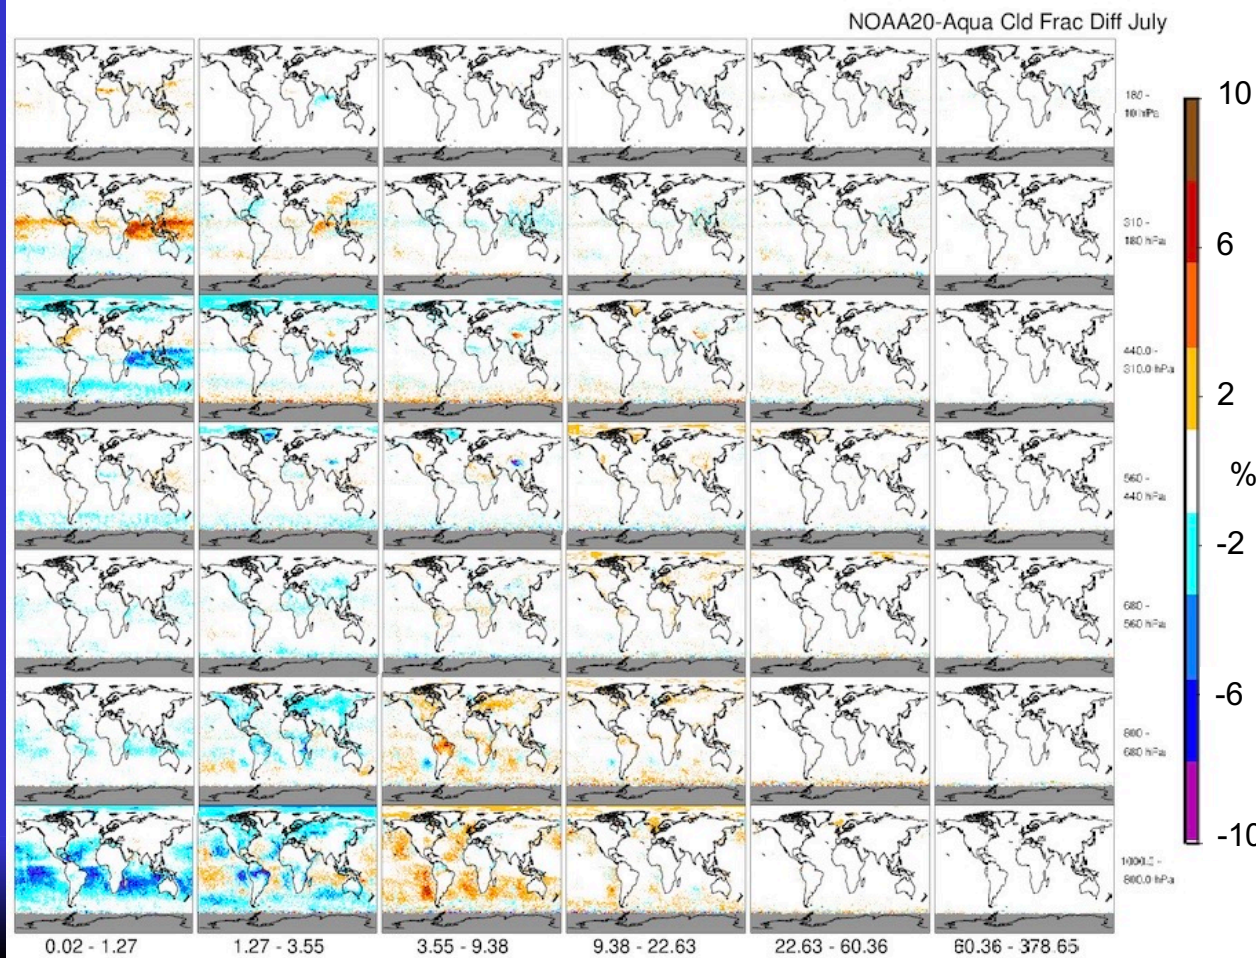 NOAA20-Aqua Cld Frac Diff July
180 -
10 hPa
310 -
180 hPa
440.0 -
310.0 hPa
560 -
440 hPa
680 -
560 hPa
800 -
680 hPa
1000.0 -
800.0 hPa
10
6
2
%
-2
-6
-10
0.02 - 1.27
1.27 - 3.55
3.55 - 9.38
9.38 - 22.63
22.63 - 60.36
60.36 - 378.65